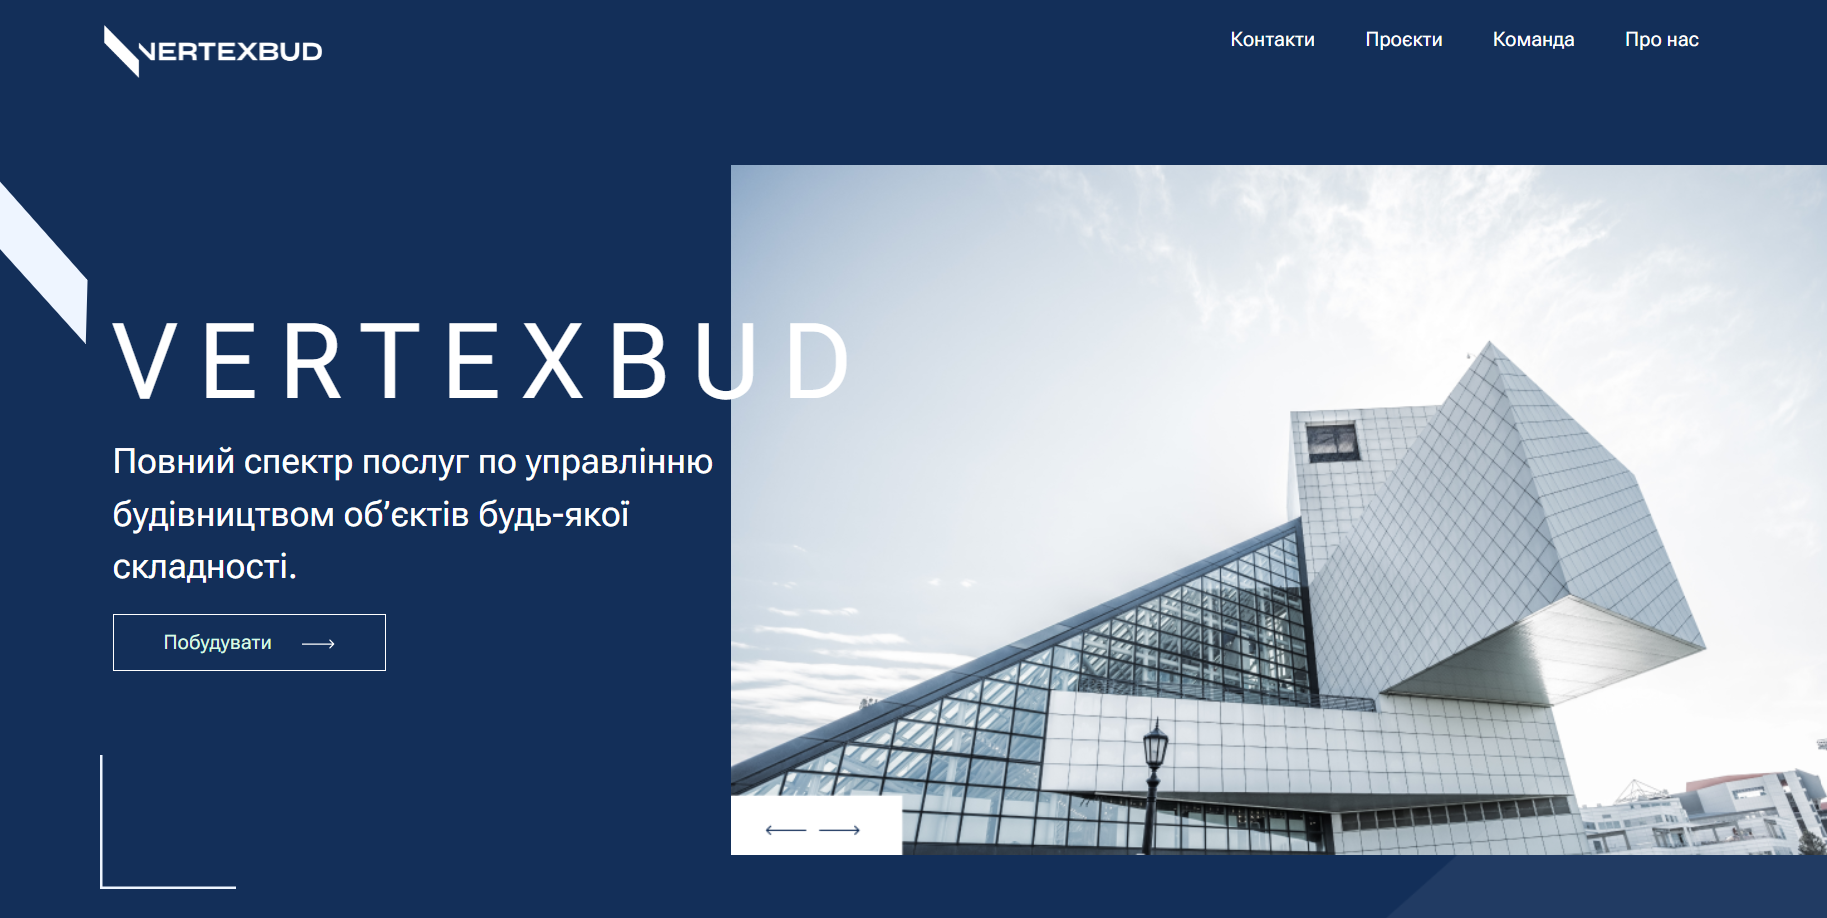 VERTEXBUD
Контакти Проєкти Команда Про нас
VERTEXBUD
Повний спектр послуг по управлінню
будівництвом об’єктів будь-якої
складності.
Побудувати